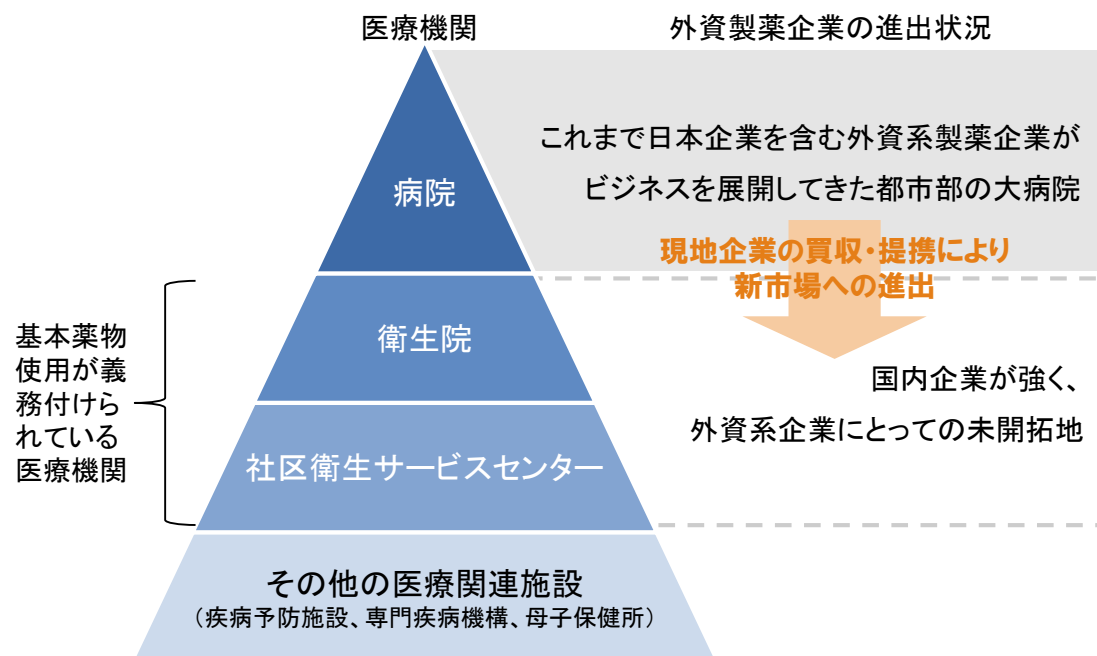 医療機関
外資製薬企業の進出状況
病院
これまで日本企業を含む外資系製薬企業が
ビジネスを展開してきた都市部の大病院
現地企業の買収・提携により
新市場への進出
基本薬物
使用が義
務付けら
れている
医療機関
衛生院
国内企業が強く、
外資系企業にとっての未開拓地
社区衛生サービスセンター
その他の医療関連施設
（疾病予防施設、専門疾病機構、母子保健所）